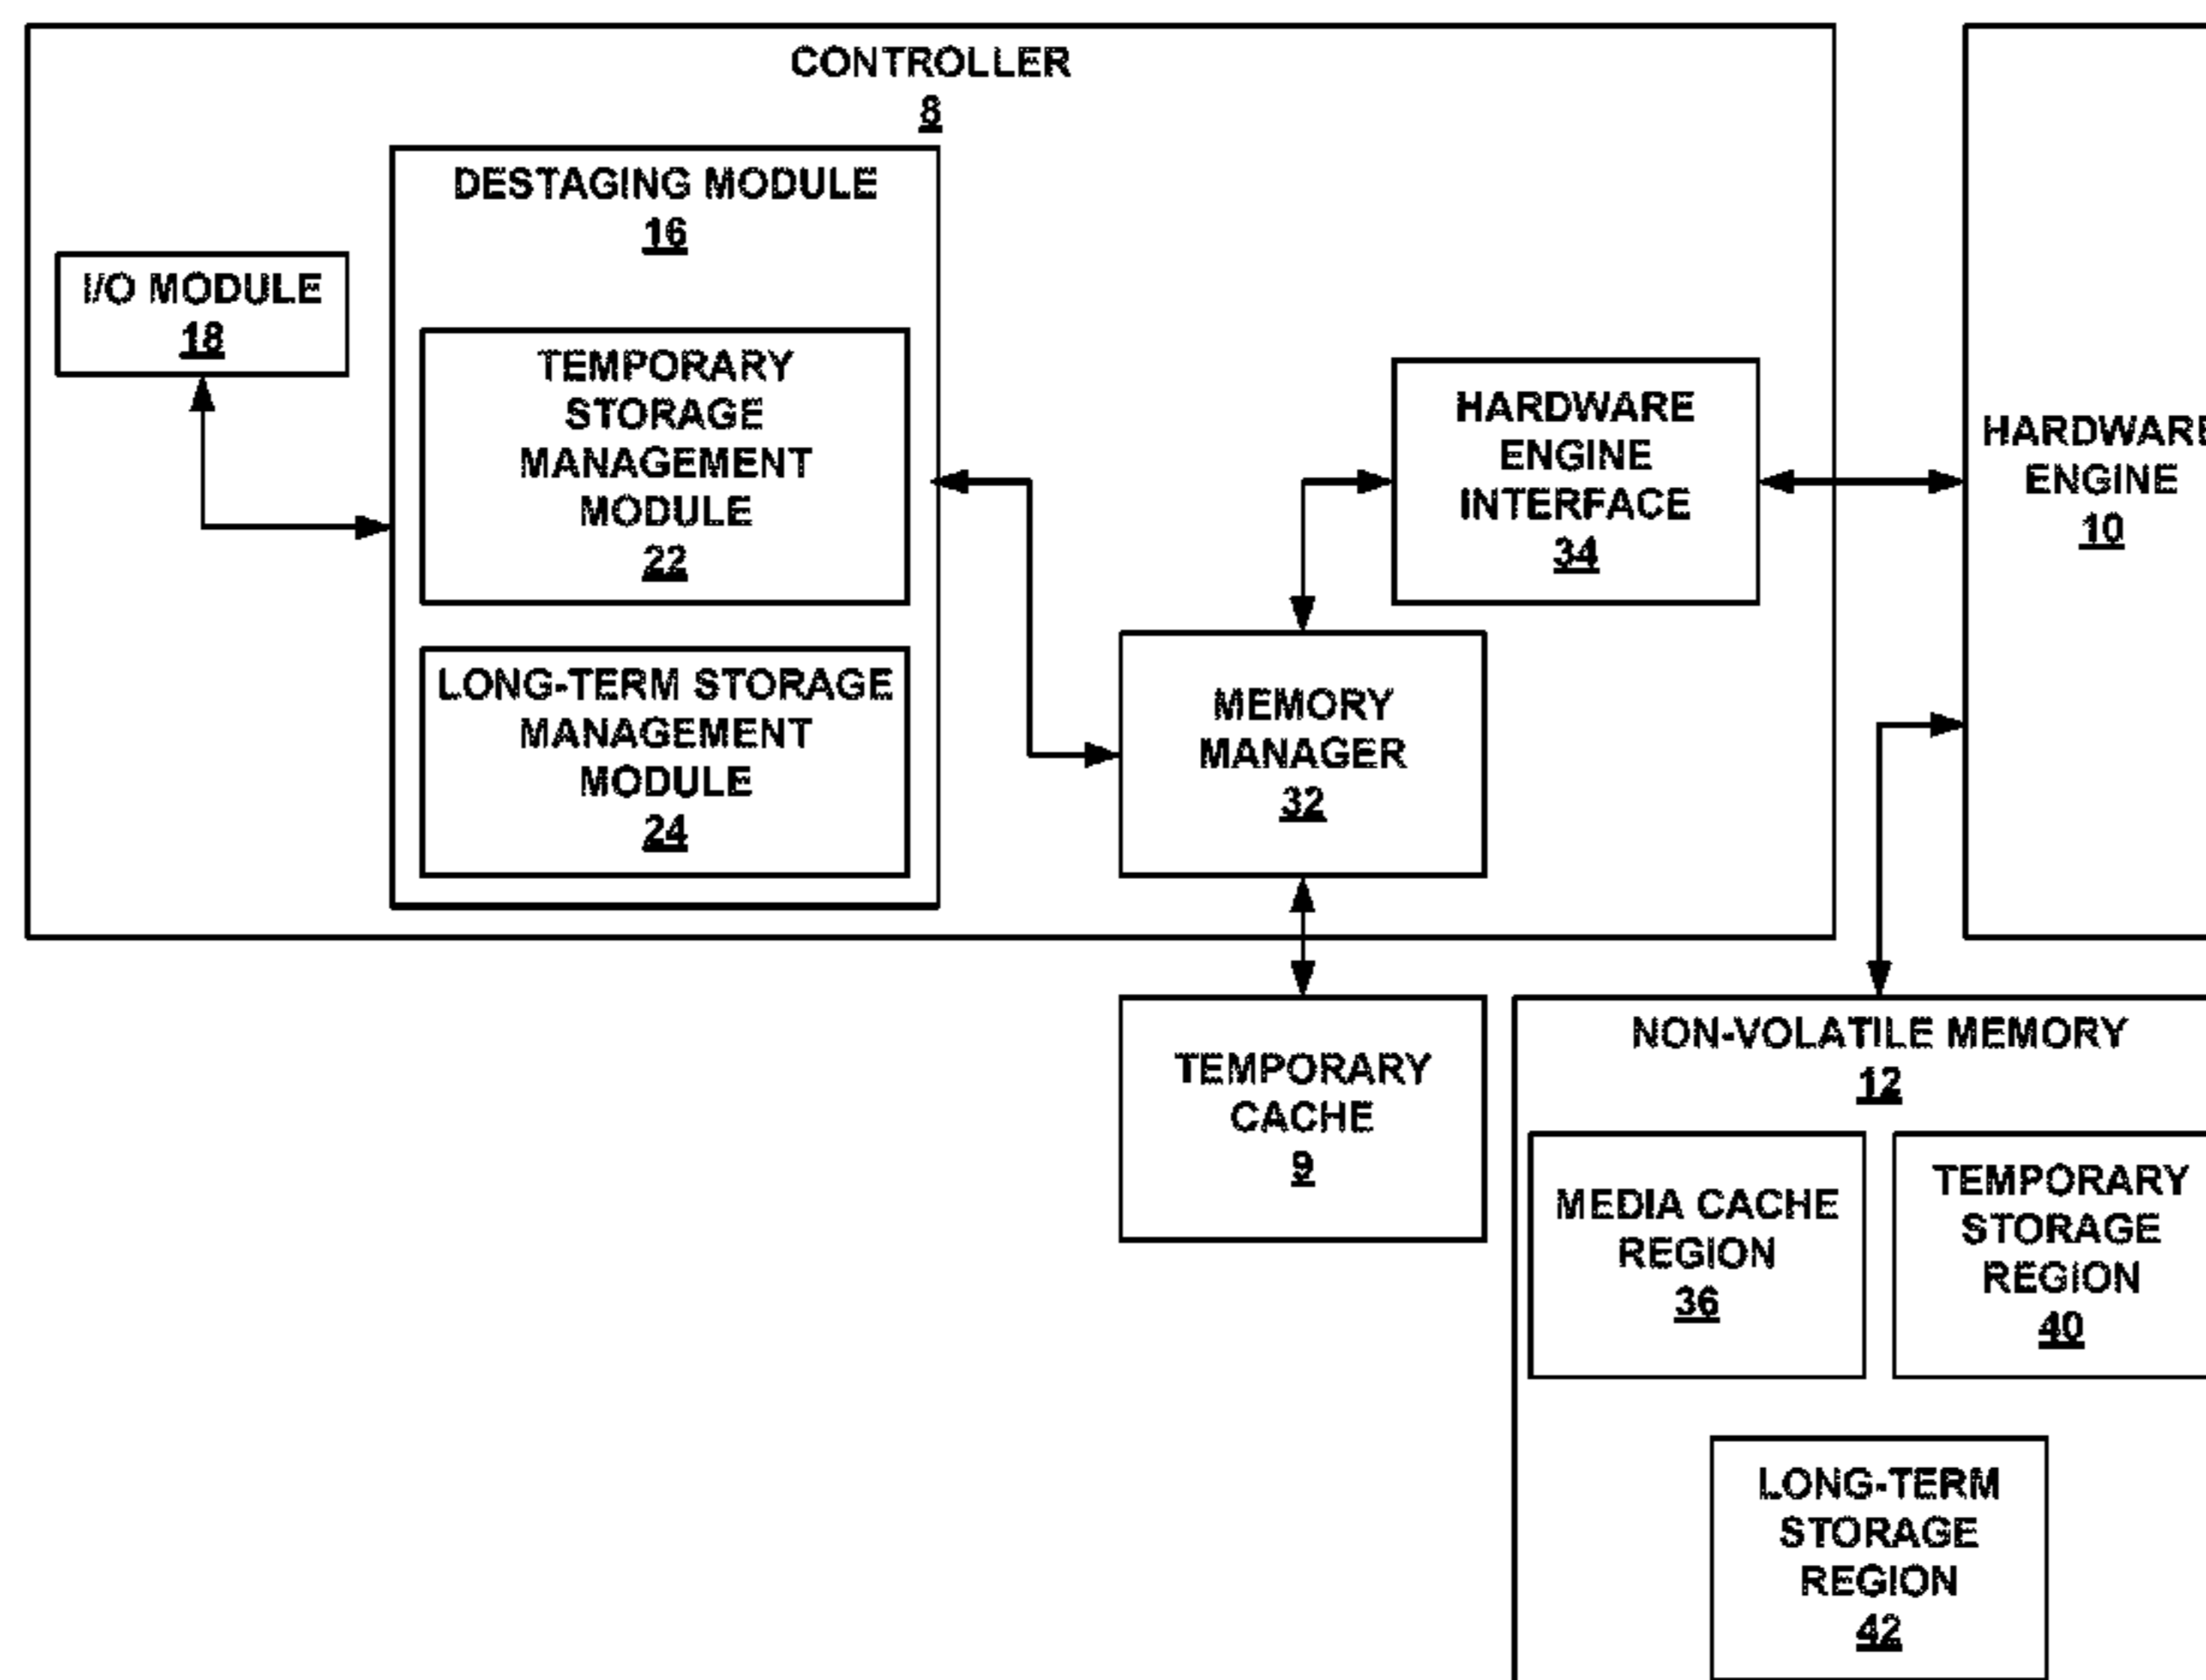 CONTROLLER
8
DESTAGING MODULE
16
I/O MODULE
18
TEMPORARY
STORAGE
MANAGEMENT
MODULE
22
LONG-TERM STORAGE
MANAGEMENT
MODULE
24
HARDWARE
ENGINE
INTERFACE
34
MEMORY
MANAGER
32
HARDWARE
ENGINE
10
TEMPORARY
CACHE
9
NON-VOLATILE MEMORY
12
MEDIA CACHE
REGION
36
TEMPORARY
STORAGE
REGION
40
LONG-TERM
STORAGE
REGION
42